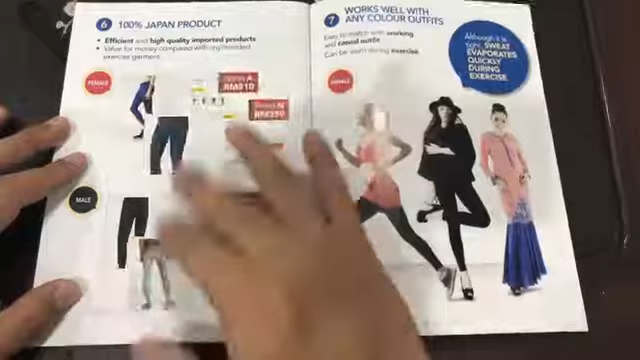 6 100% JAPAN PRODUCT
• Efficient and high quality imported products
• Value for money compared with any branded
exercise garment
FEMALE
RM310
RM359
MALE
7 WORKS WELL WITH
ANY COLOUR OUTFITS
Easy to match with working
and casual outfit
Can be worn during exercise
FEMALE
Although it is
tight, SWEAT
EVAPORATES
QUICKLY
DURING
EXERCISE